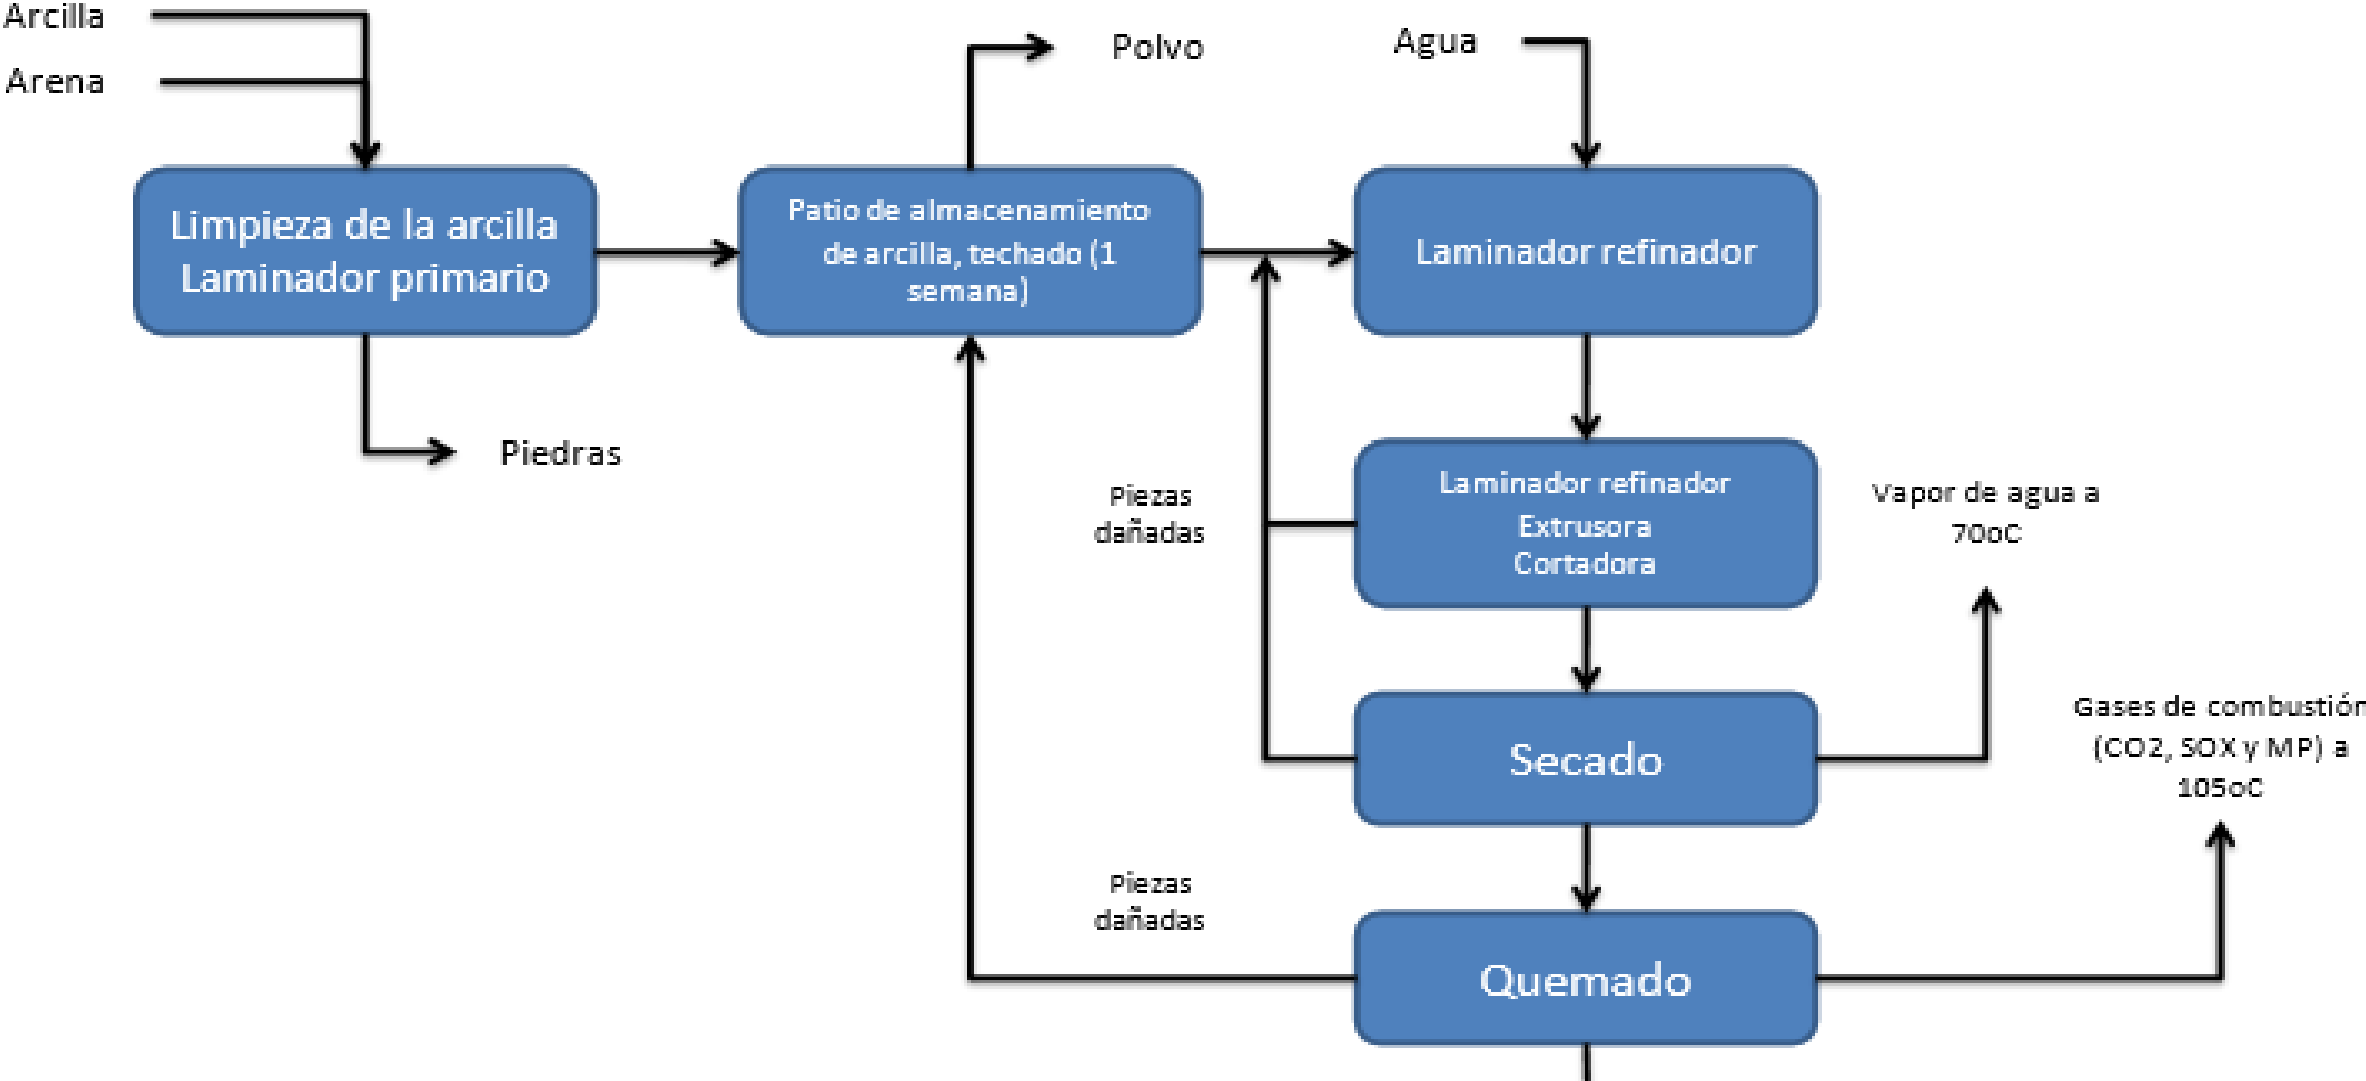 Arcilla
Arena
Polvo
Agua
Limpieza de la arcilla
Laminador primario
Patio de almacenamiento
de arcilla, techado (1
semana)
Laminador refinador
Piedras
Piezas
dañadas
Laminador refinador
Extrusora
Cortadora
Vapor de agua a
70oC
Secado
Gases de combustión
(CO2, SOX y MP) a
105oC
Piezas
dañadas
Quemado